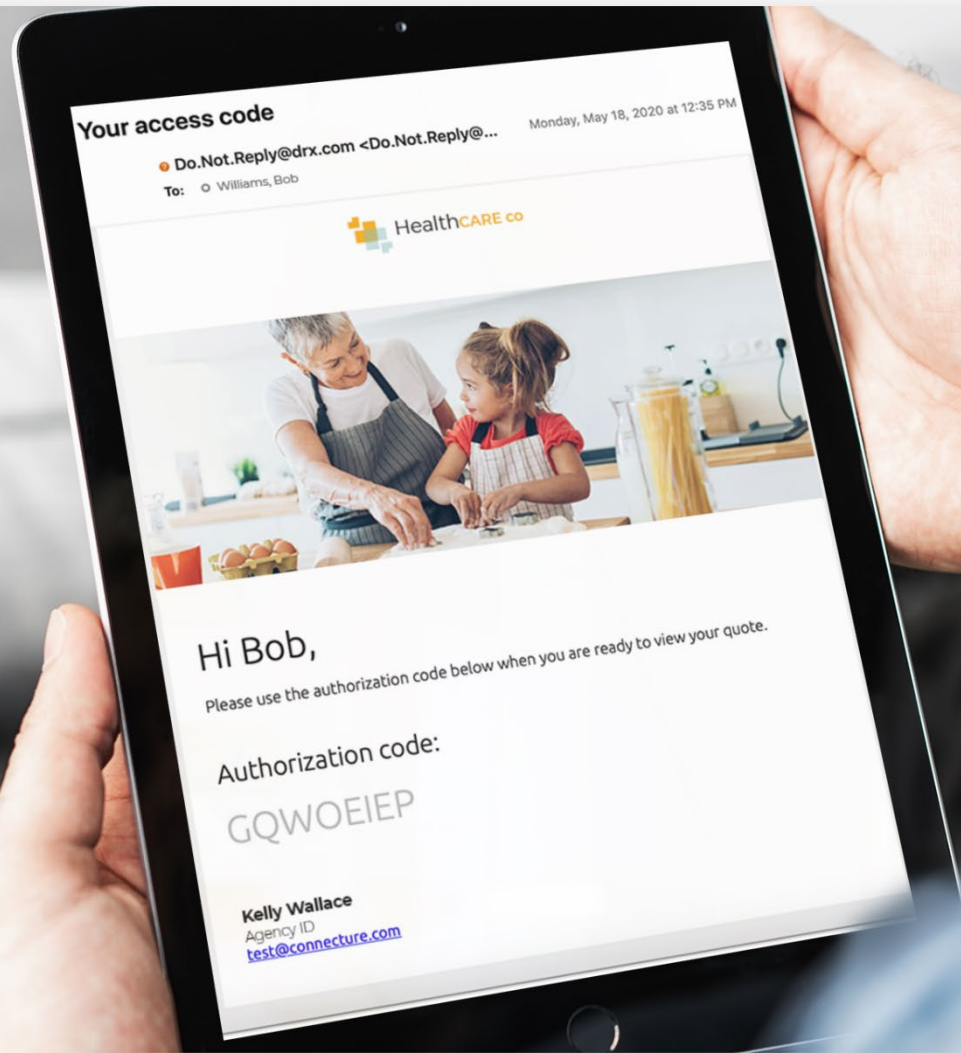 Your access code
Do.Not.Reply@drx.com <Do.Not.Reply@...
Monday, May 18, 2020 at 12:35 PM
To: Williams, Bob
HealthCARE co
Hi Bob,
Please use the authorization code below when you are ready to view your quote.
Authorization code:
GQWOEIEP
Kelly Wallace
Agency ID
test@connecture.com